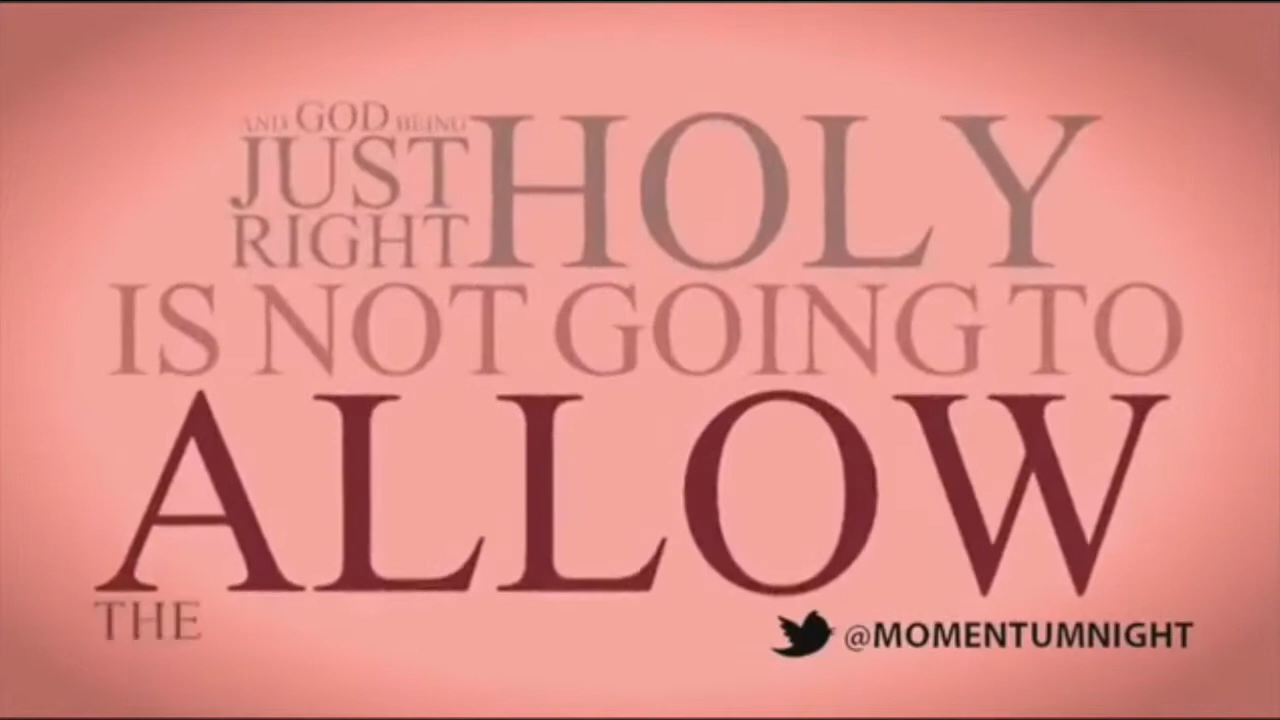 AND GOD BEING
JUST
RIGHT
HOLY
IS NOT GOING TO
ALLOW
THE
@MOMENTUMNIGHT